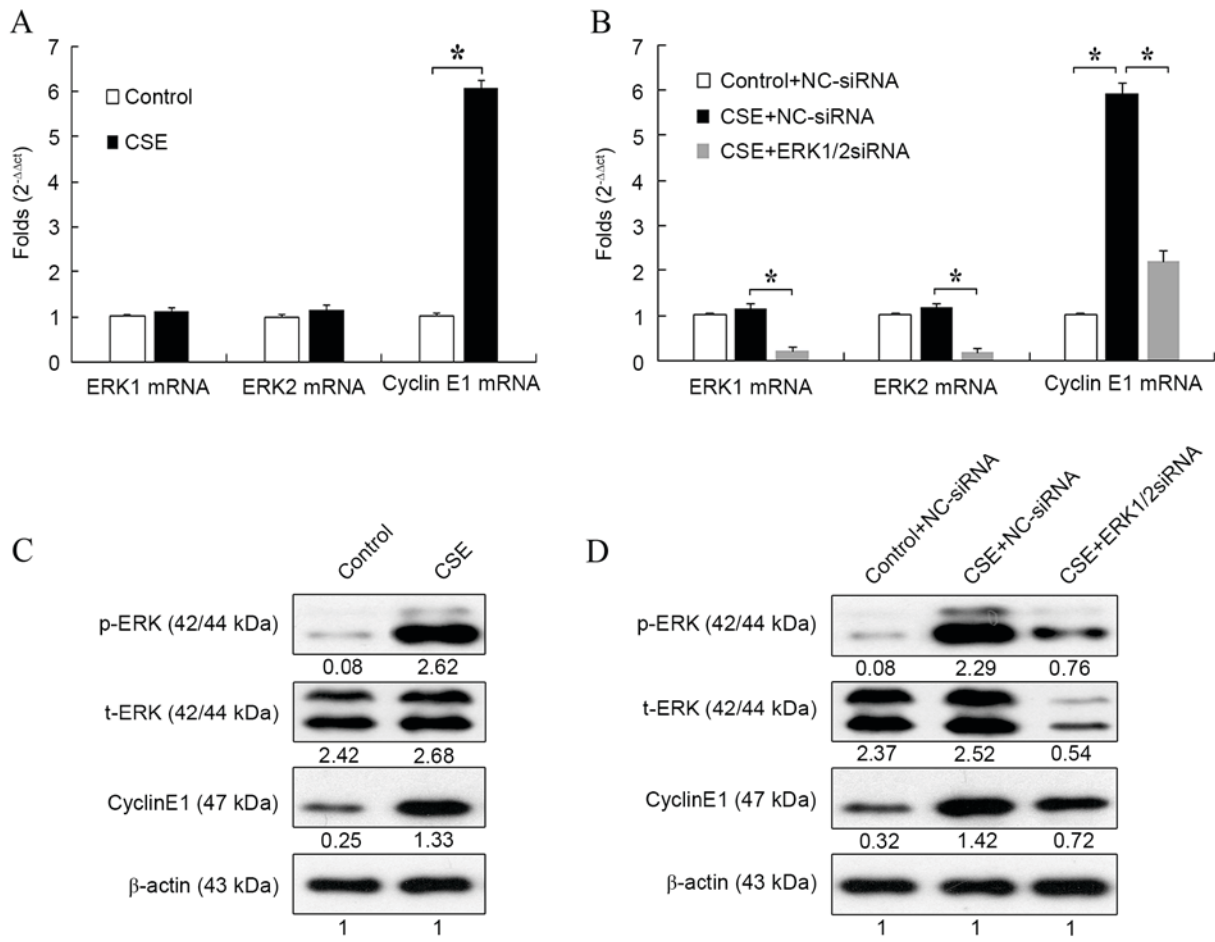 A
7
6
5
4
3
2
1
0
Folds (2-ΔΔct)
Control
CSE
*
ERK1 mRNA
ERK2 mRNA
Cyclin E1 mRNA
B
7
6
5
4
3
2
1
0
Folds (2-ΔΔct)
Control+NC-siRNA
CSE+NC-siRNA
CSE+ERK1/2siRNA
* *
*
*
ERK1 mRNA
ERK2 mRNA
Cyclin E1 mRNA
C
Control
CSE
p-ERK (42/44 kDa)
0.08 2.62
t-ERK (42/44 kDa)
2.42 2.68
CyclinE1 (47 kDa)
0.25 1.33
β-actin (43 kDa)
1 1
D
Control+NC-siRNA
CSE+NC-siRNA
CSE+ERK1/2siRNA
p-ERK (42/44 kDa)
0.08 2.29 0.76
t-ERK (42/44 kDa)
2.37 2.52 0.54
CyclinE1 (47 kDa)
0.32 1.42 0.72
β-actin (43 kDa)
1 1 1